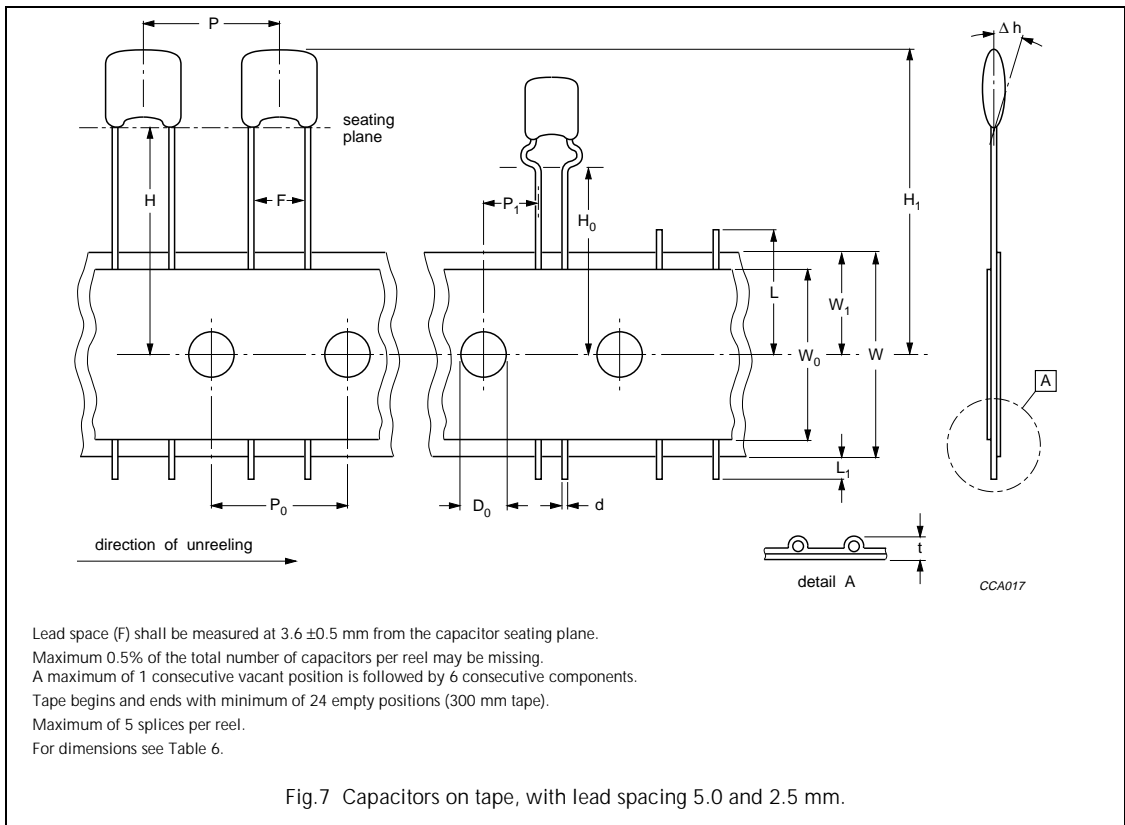 P
Δ h
seating
plane
H
F
P1
H0
H1
L
W1
W0
W
A
L1
P0
D0
d
direction of unreeling
t
detail A
CCA017
Lead space (F) shall be measured at 3.6 ±0.5 mm from the capacitor seating plane.
Maximum 0.5% of the total number of capacitors per reel may be missing.
A maximum of 1 consecutive vacant position is followed by 6 consecutive components.
Tape begins and ends with minimum of 24 empty positions (300 mm tape).
Maximum of 5 splices per reel.
For dimensions see Table 6.
Fig.7 Capacitors on tape, with lead spacing 5.0 and 2.5 mm.